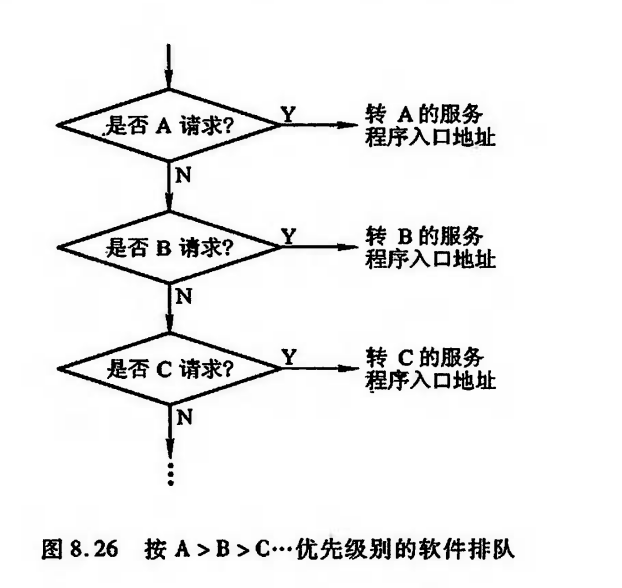 是否 A 请求?
Y
转 A 的服务
程序入口地址
N
是否 B 请求?
Y
转 B 的服务
程序入口地址
N
是否 C 请求?
Y
转 C 的服务
程序入口地址
N
⋮
图 8.26 按 A>B>C…优先级别的软件排队